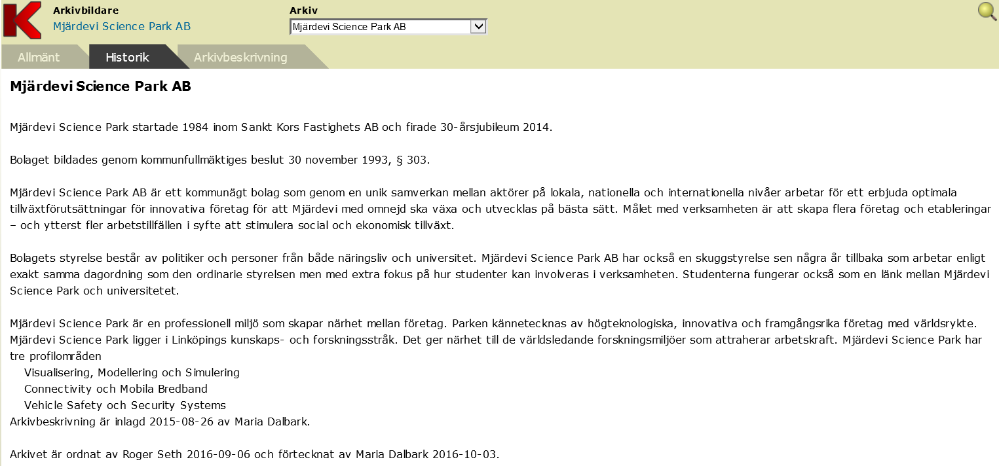 Arkivbildare
Arkiv
Mjärdevi Science Park AB
Mjärdevi Science Park AB
Allmänt
Historik
Arkivbeskrivning
Mjärdevi Science Park AB
Mjärdevi Science Park startade 1984 inom Sankt Kors Fastighets AB och firade 30-årsjubileum 2014.
Bolaget bildades genom kommunfullmäktiges beslut 30 november 1993, § 303.
Mjärdevi Science Park AB är ett kommunägt bolag som genom en unik samverkan mellan aktörer på lokala, nationella och internationella nivåer arbetar för ett erbjuda optimala
tillväxtförutsättningar för innovativa företag för att Mjärdevi med omnejd ska växa och utvecklas på bästa sätt. Målet med verksamheten är att skapa flera företag och etableringar
– och ytterst fler arbetstillfällen i syfte att stimulera social och ekonomisk tillväxt.
Bolagets styrelse består av politiker och personer från både näringsliv och universitet. Mjärdevi Science Park AB har också en skuggstyrelse sen några år tillbaka som arbetar enligt
exakt samma dagordning som den ordinarie styrelsen men med extra fokus på hur studenter kan involveras i verksamheten. Studenterna fungerar också som en länk mellan Mjärdevi
Science Park och universitetet.
Mjärdevi Science Park är en professionell miljö som skapar närhet mellan företag. Parken kännetecknas av högteknologiska, innovativa och framgångsrika företag med världsrykte.
Mjärdevi Science Park ligger i Linköpings kunskaps- och forskningsstråk. Det ger närhet till de världsledande forskningsmiljöer som attraherar arbetskraft. Mjärdevi Science Park har
tre profilområden
Visualisering, Modellering och Simulering
Connectivity och Mobila Bredband
Vehicle Safety och Security Systems
Arkivbeskrivning är inlagd 2015-08-26 av Maria Dalbark.
Arkivet är ordnat av Roger Seth 2016-09-06 och förtecknat av Maria Dalbark 2016-10-03.